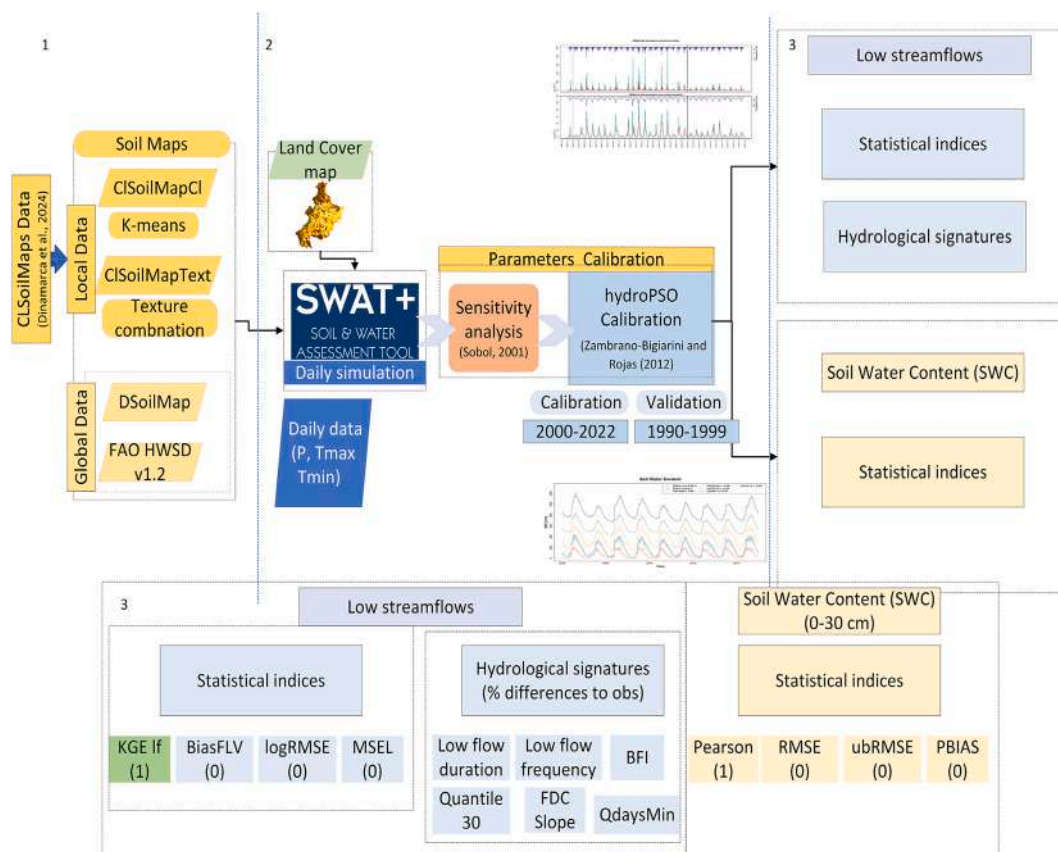 1
CLSoilMaps Data
(Dinamarca et al., 2024)
Local Data
Global Data
Soil Maps
ClSoilMapCl
K-means
ClSoilMapText
Texture
combnation
DSoilMap
FAO HWSD
v1.2
2
Land Cover
map
SWAT+
SOIL & WATER
ASSESSMENT TOOL
Daily simulation
Daily data
(P, Tmax
Tmin)
Parameters Calibration
Sensitivity
analysis
(Sobol, 2001)
hydroPSO
Calibration
(Zambrano-Bigiarini and
Rojas (2012)
Calibration
Validation
2000-2022
1990-1999
3
Low streamflows
Statistical indices
Hydrological signatures
Soil Water Content (SWC)
Statistical indices
3
Low streamflows
Statistical indices
KGE lf
(1)
BiasFLV
(0)
logRMSE
(0)
MSEL
(0)
Hydrological signatures
(% differences to obs)
Low flow
duration
Low flow
frequency
BFI
Quantile
30
FDC
Slope
QdaysMin
Soil Water Content (SWC)
(0-30 cm)
Statistical indices
Pearson
(1)
RMSE
(0)
ubRMSE
(0)
PBIAS
(0)